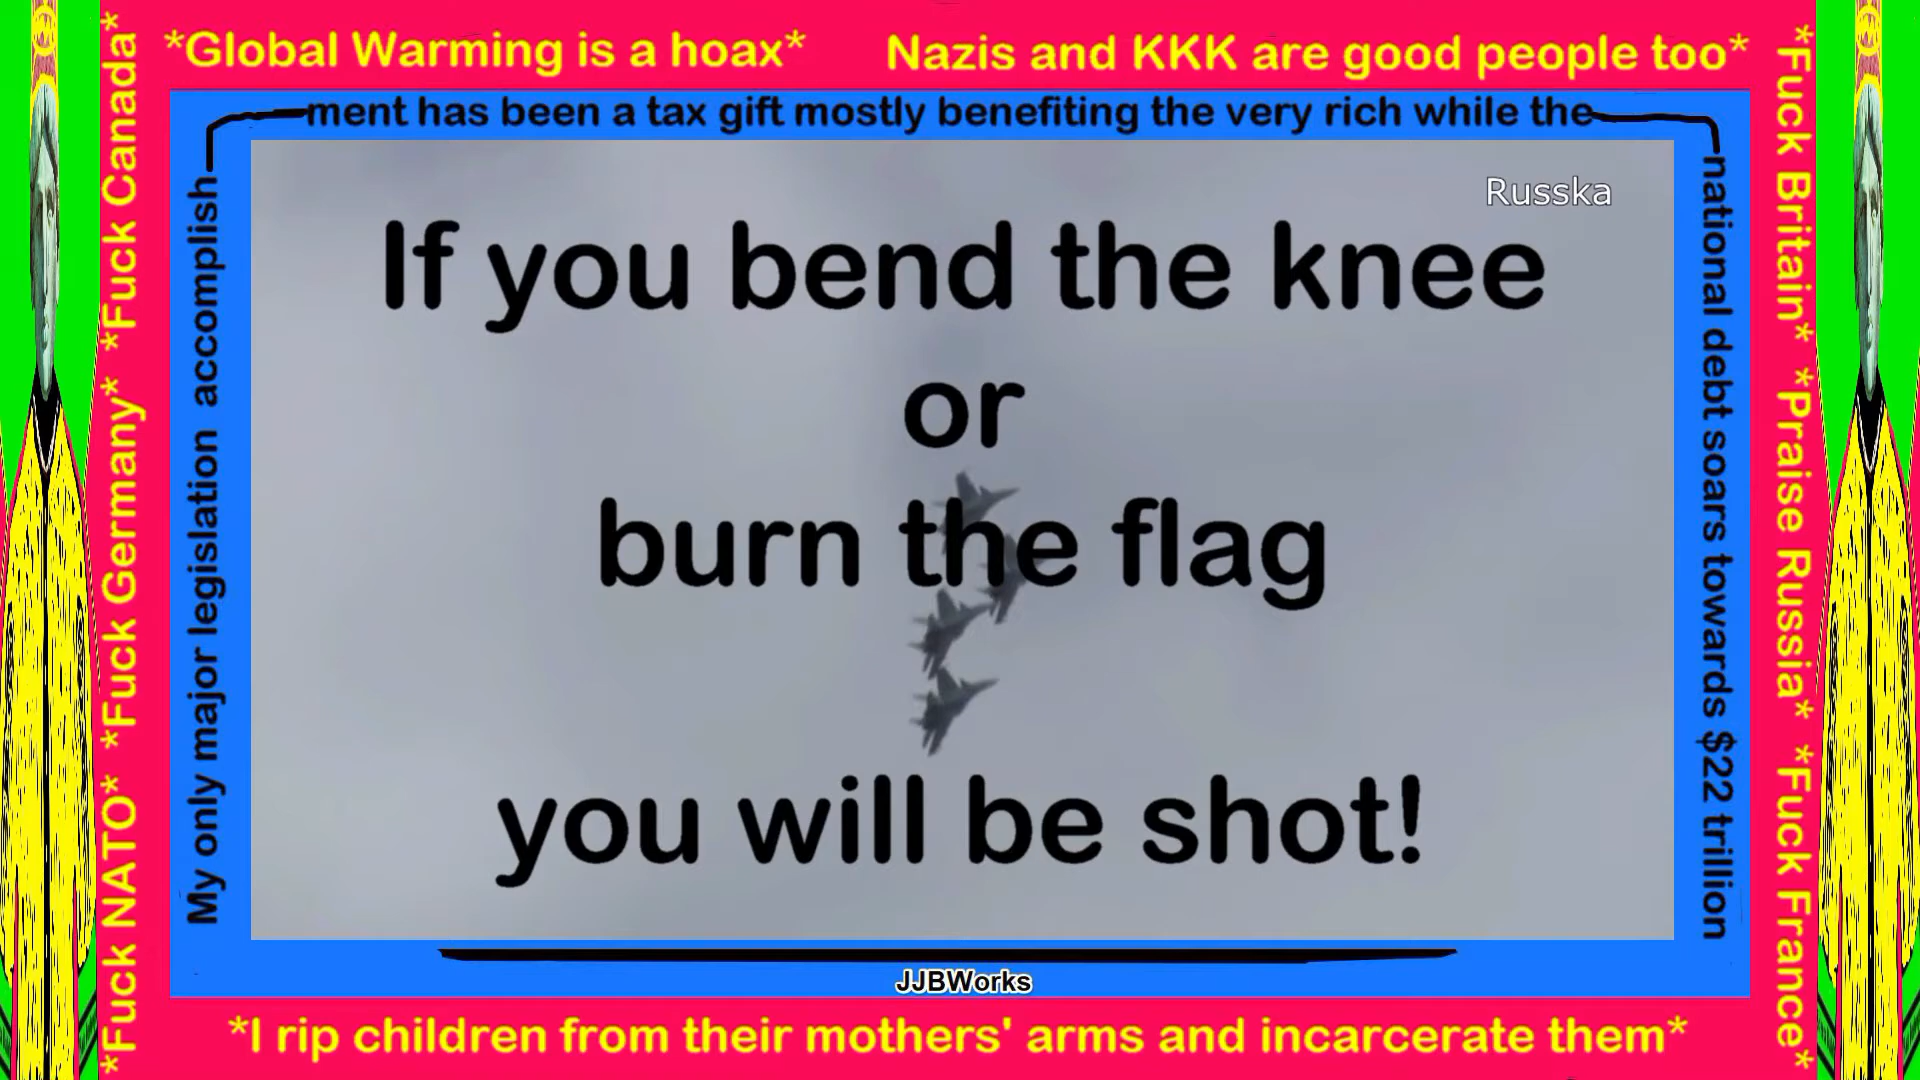 *Global Warming is a hoax*
Nazis and KKK are good people too*
*Fuck Canada*
*Fuck Germany*
*Fuck NATO*
*Fuck Britain*
*Praise Russia*
*Fuck France*
My only major legislation accomplish
ment has been a tax gift mostly benefiting the very rich while the
national debt soars towards $22 trillion
Russka
If you bend the knee
or
burn the flag
you will be shot!
JJBWorks
*I rip children from their mothers' arms and incarcerate them*